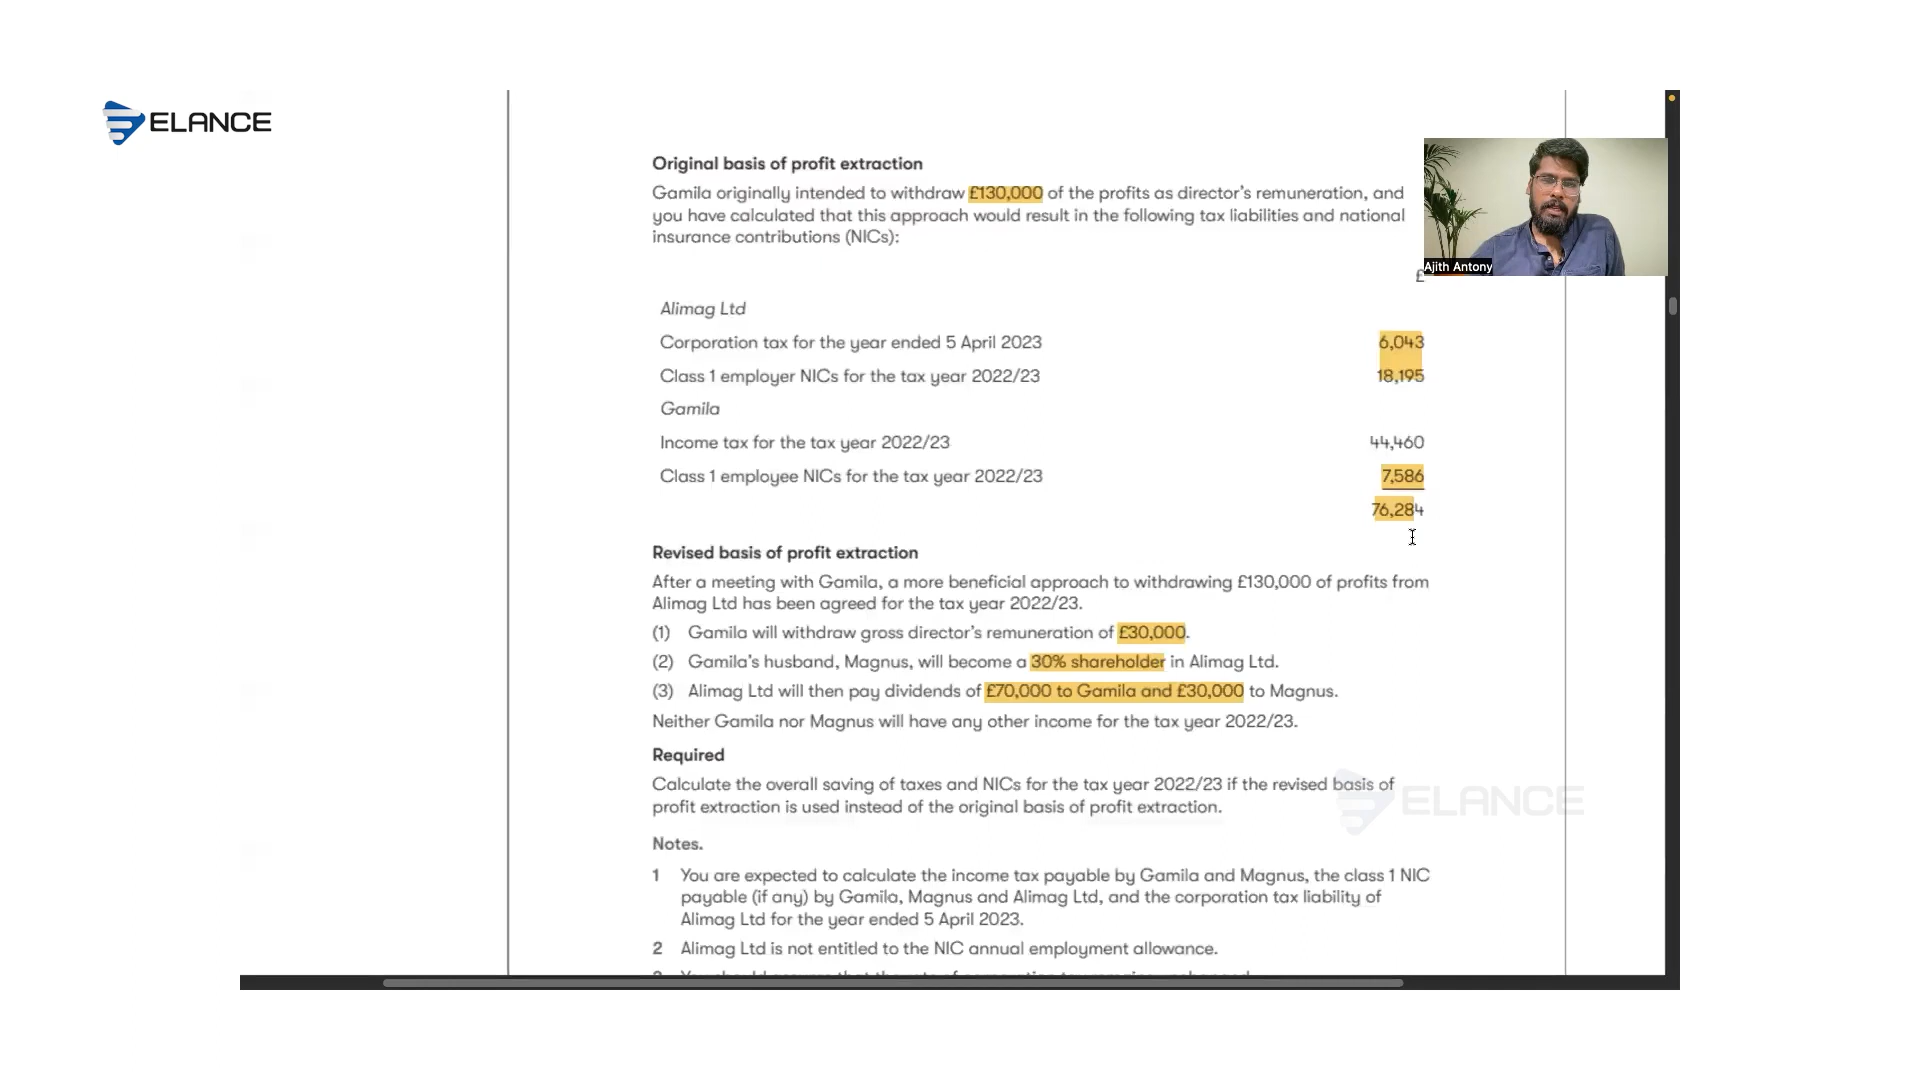 ELANCE
Original basis of profit extraction
Gamila originally intended to withdraw £130,000 of the profits as director's remuneration, and
you have calculated that this approach would result in the following tax liabilities and national
insurance contributions (NICs):
Ajith Antony
£
Alimag Ltd
Corporation tax for the year ended 5 April 2023 6,043
Class 1 employer NICs for the tax year 2022/23 18,195
Gamila
Income tax for the tax year 2022/23 44,460
Class 1 employee NICs for the tax year 2022/23 7,586
76,284
Revised basis of profit extraction
After a meeting with Gamila, a more beneficial approach to withdrawing £130,000 of profits from
Alimag Ltd has been agreed for the tax year 2022/23.
(1) Gamila will withdraw gross director's remuneration of £30,000.
(2) Gamila's husband, Magnus, will become a 30% shareholder in Alimag Ltd.
(3) Alimag Ltd will then pay dividends of £70,000 to Gamila and £30,000 to Magnus.
Neither Gamila nor Magnus will have any other income for the tax year 2022/23.
Required
Calculate the overall saving of taxes and NICs for the tax year 2022/23 if the revised basis of
profit extraction is used instead of the original basis of profit extraction.
ELANCE
Notes.
1 You are expected to calculate the income tax payable by Gamila and Magnus, the class 1 NIC
payable (if any) by Gamila, Magnus and Alimag Ltd, and the corporation tax liability of
Alimag Ltd for the year ended 5 April 2023.
2 Alimag Ltd is not entitled to the NIC annual employment allowance.